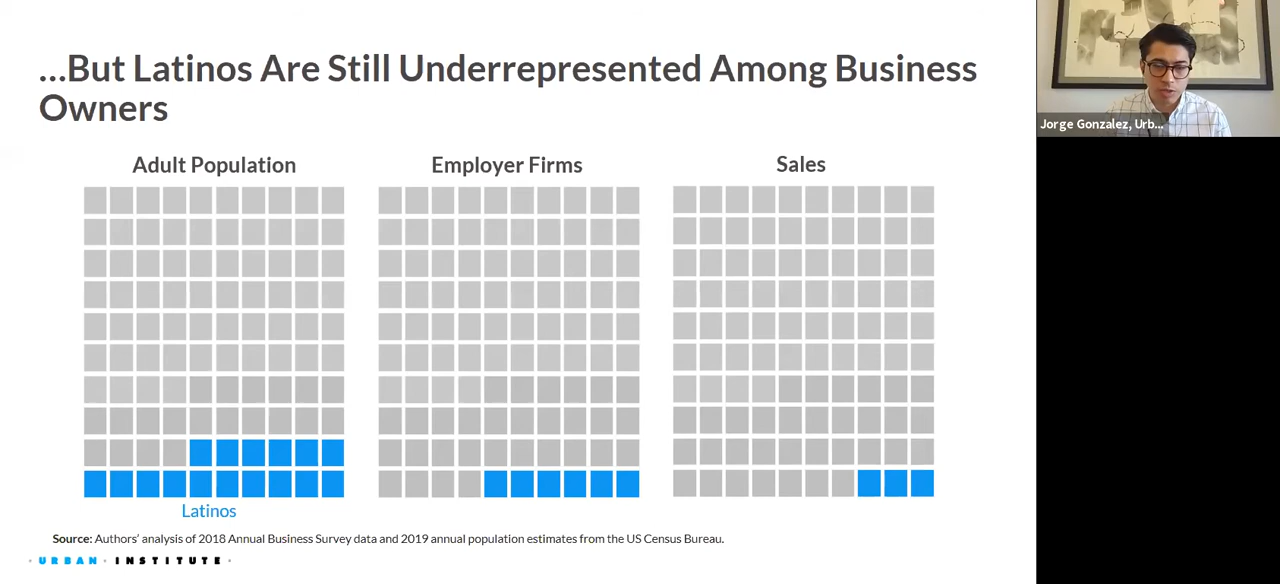 ...But Latinos Are Still Underrepresented Among Business
Owners
Adult Population
Employer Firms
Sales
Latinos
Source: Authors' analysis of 2018 Annual Business Survey data and 2019 annual population estimates from the US Census Bureau.
· URBAN · INSTITUTE ·
Jorge Gonzalez, Urb...